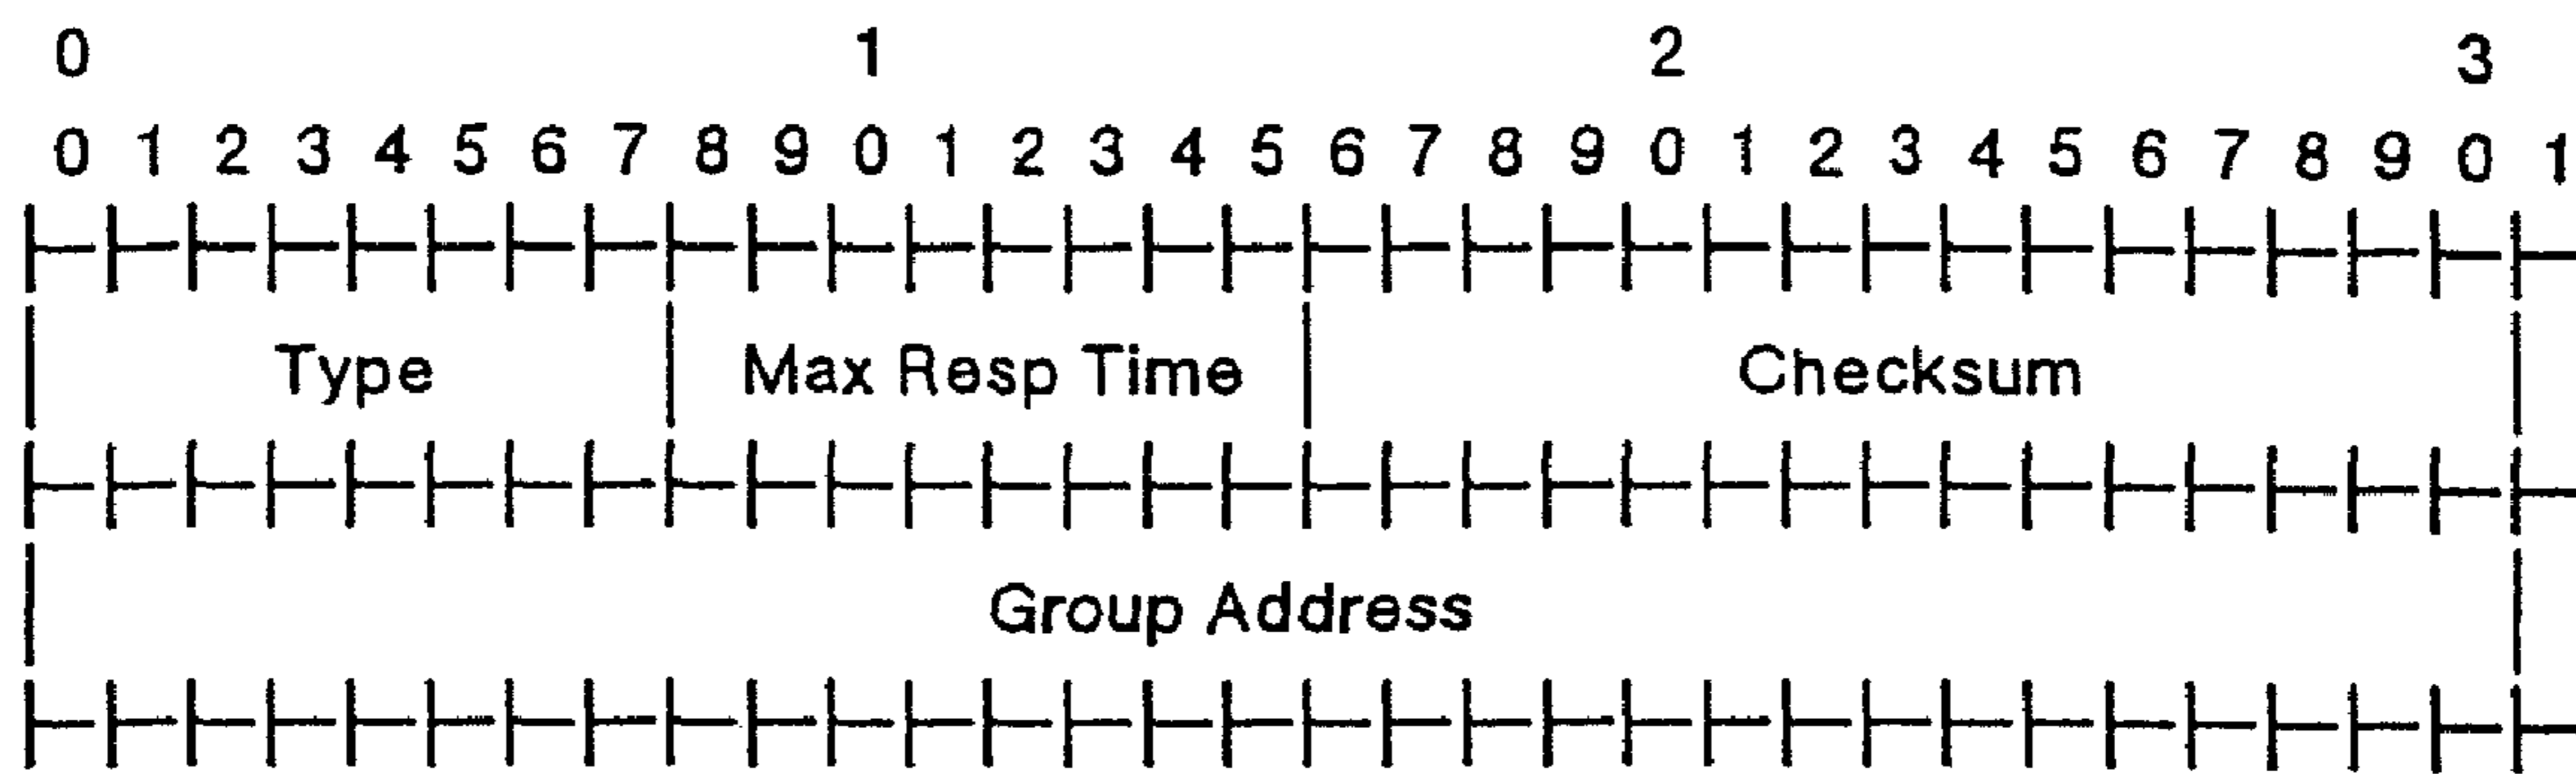 0 1 2 3
0 1 2 3 4 5 6 7 8 9 0 1 2 3 4 5 6 7 8 9 0 1 2 3 4 5 6 7 8 9 0 1
Type Max Resp Time Checksum
Group Address